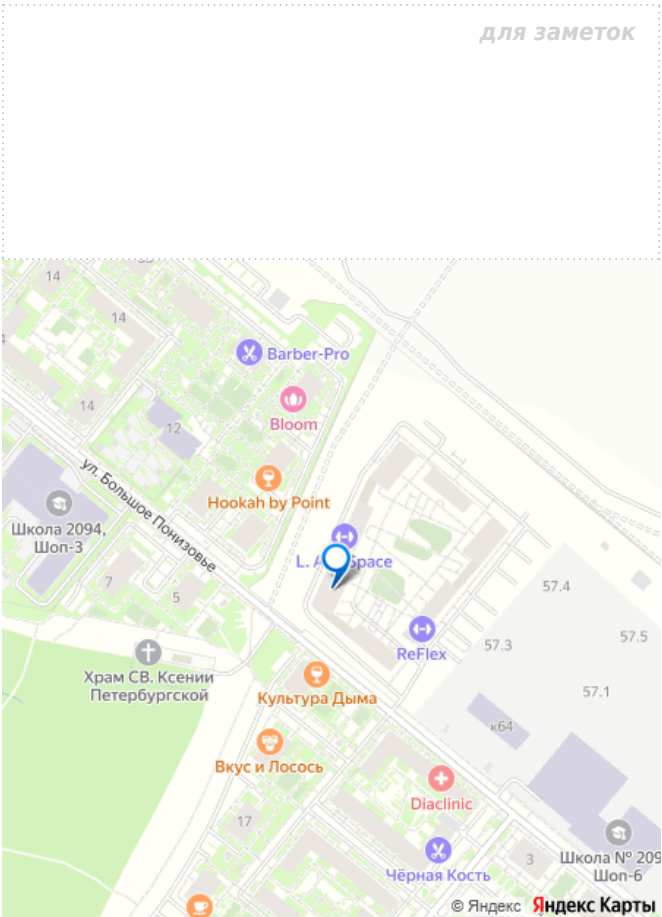 для заметок
14
14
Barber-Pro
14
Bloom
12
ул. Большое Понизовье
Hookah by Point
Школа 2094,
Шоп-3
Space
7
5
57.4
ReFlex
57.3
57.5
Храм СВ. Ксении
Петербургской
57.1
Культура Дыма
к64
Вкус и Лосось
Diaclinic
17
3
Школа № 209
Шоп-6
Чёрная Кость
© Яндекс Яндекс Карты